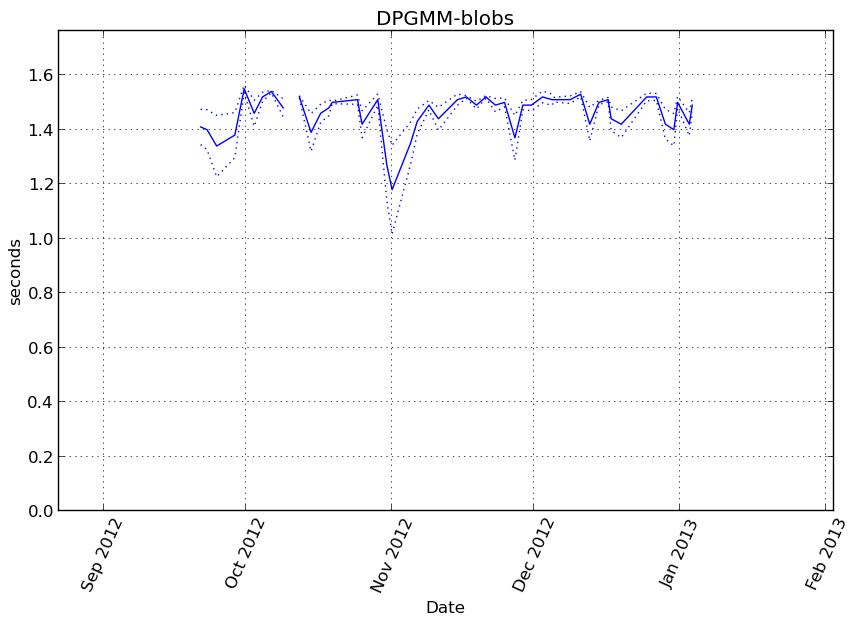 DPGMM-blobs
1.6
1.4
1.2
1.0
0.8
0.6
0.4
0.2
0.0
seconds
Sep 2012
Oct 2012
Nov 2012
Dec 2012
Jan 2013
Feb 2013
Date